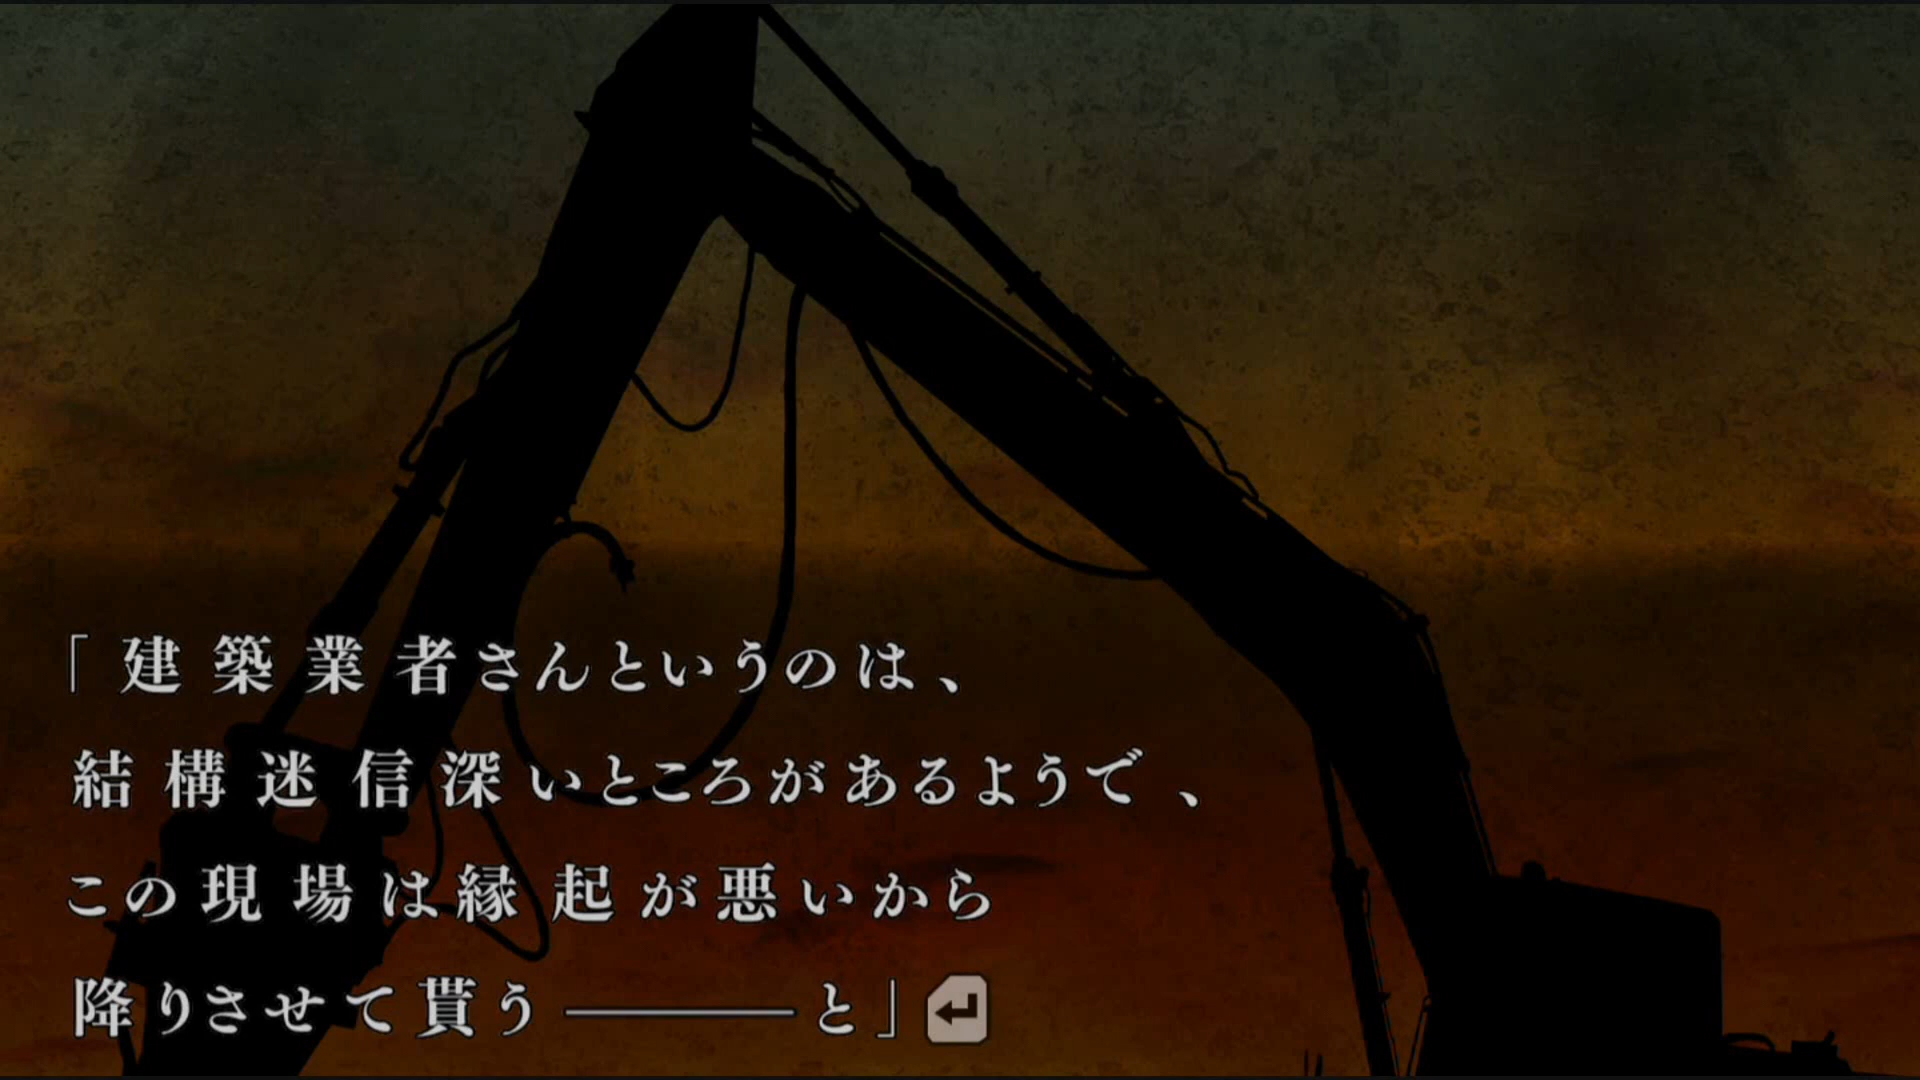 「建築業者さんというのは、
結構迷信深いところがあるようで、
この現場は縁起が悪いから
降りさせて貰う――――と」